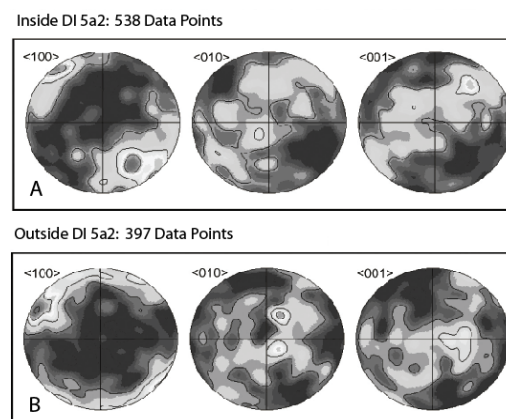 Inside DI 5a2: 538 Data Points
<100> <010> <001>
A
Outside DI 5a2: 397 Data Points
<100> <010> <001>
B